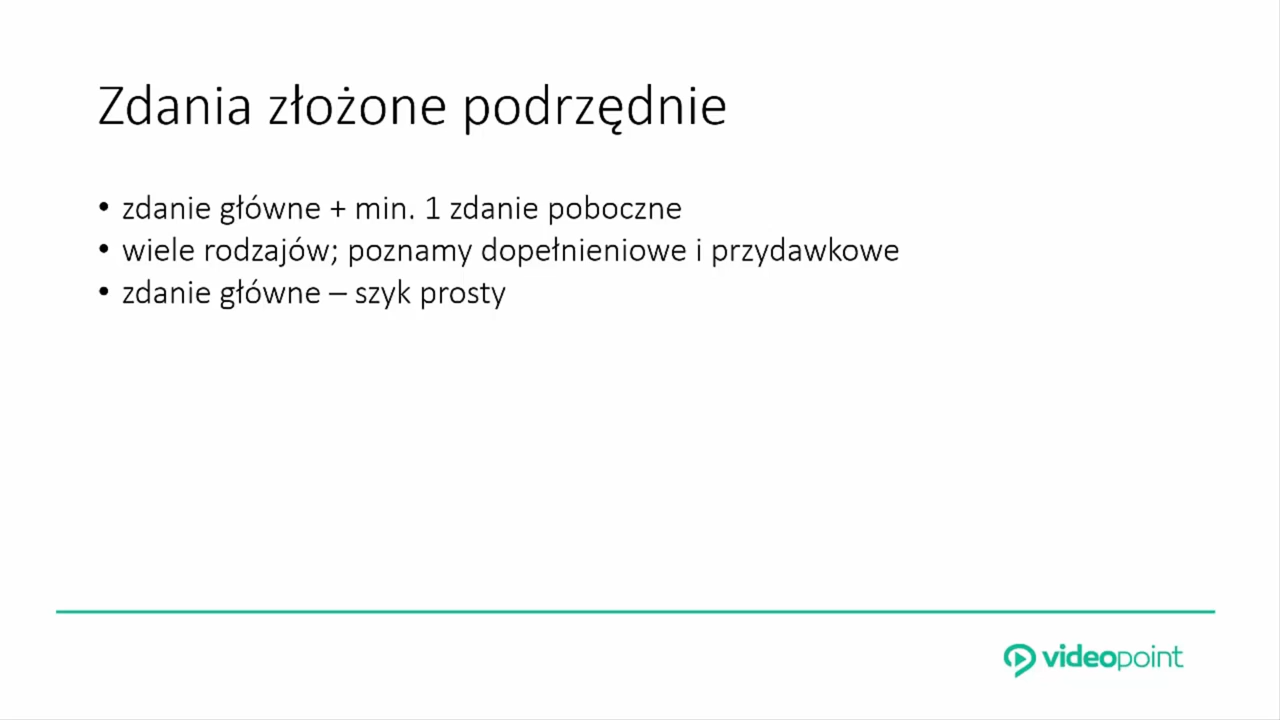 Zdania złożone podrzędnie
• zdanie główne + min. 1 zdanie poboczne
• wiele rodzajów; poznamy dopełnieniowe i przydawkowe
• zdanie główne – szyk prosty
videopoint